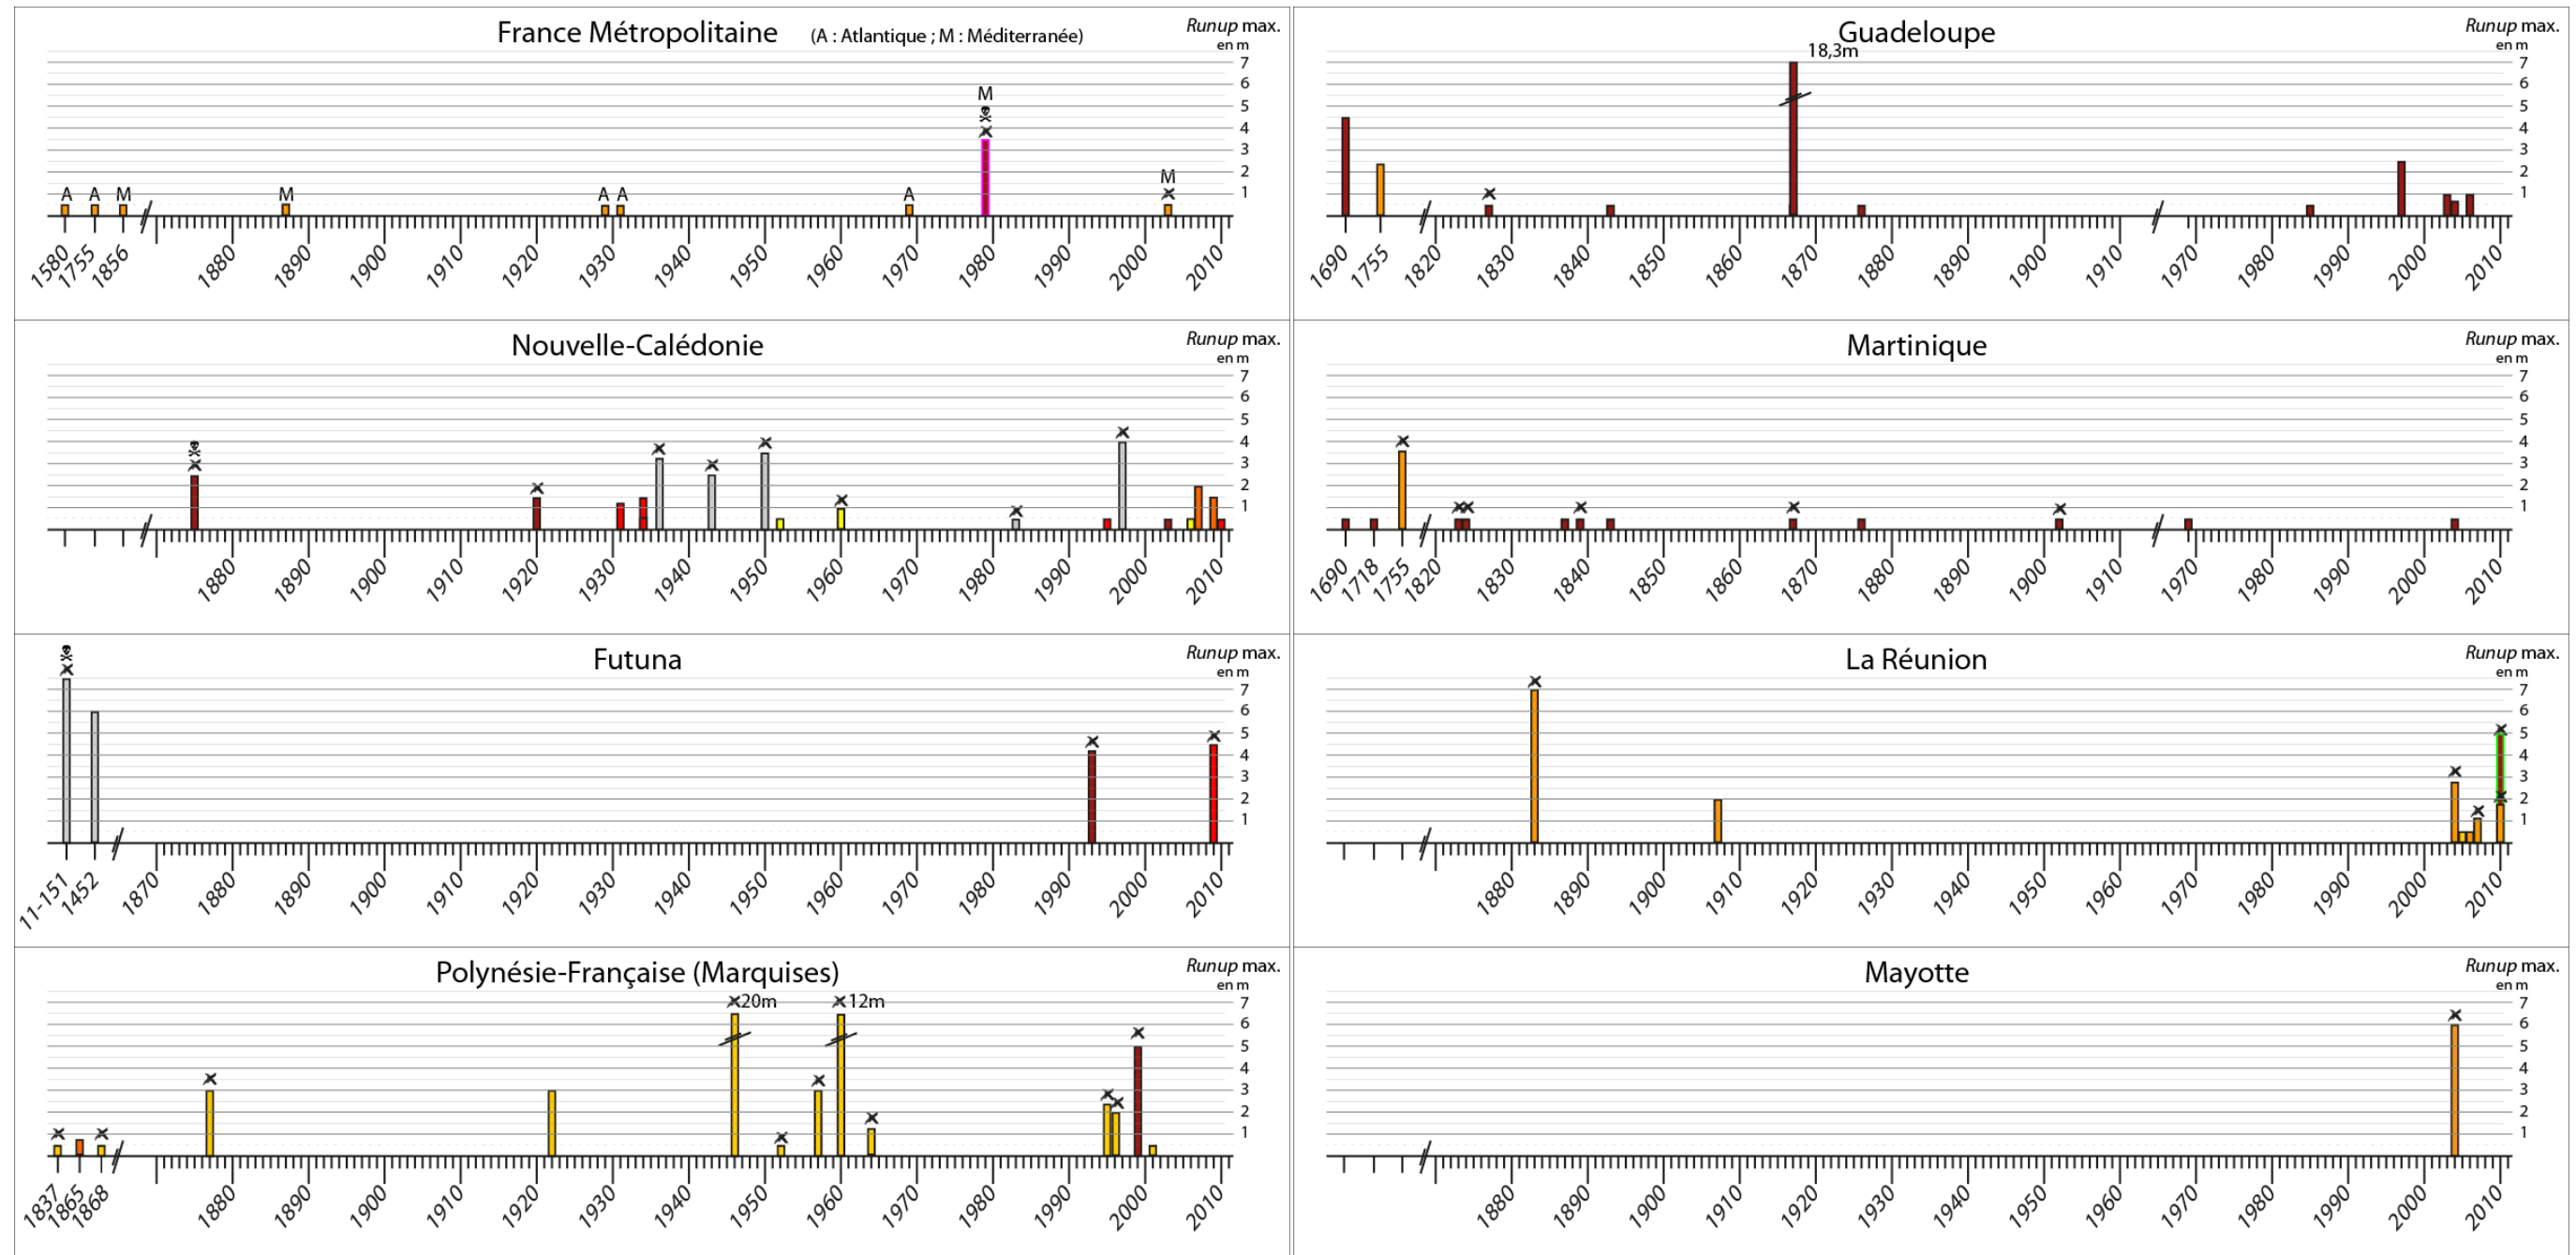 France Métropolitaine (A : Atlantique ; M : Méditerranée)
Runup max.
en m
7
6
5
4
3
2
1
A A M M A A A M M
1580 1755 1856 1880 1890 1900 1910 1920 1930 1940 1950 1960 1970 1980 1990 2000 2010
Guadeloupe
Runup max.
en m
18,3m
7
6
5
4
3
2
1
1690 1755 1820 1830 1840 1850 1860 1870 1880 1890 1900 1910 1970 1980 1990 2000 2010
Nouvelle-Calédonie
Runup max.
en m
7
6
5
4
3
2
1
1880 1890 1900 1910 1920 1930 1940 1950 1960 1970 1980 1990 2000 2010
Martinique
Runup max.
en m
7
6
5
4
3
2
1
1690 1718 1755 1820 1830 1840 1850 1860 1870 1880 1890 1900 1910 1970 1980 1990 2000 2010
Futuna
Runup max.
en m
7
6
5
4
3
2
1
11-151 1452 1870 1880 1890 1900 1910 1920 1930 1940 1950 1960 1970 1980 1990 2000 2010
La Réunion
Runup max.
en m
7
6
5
4
3
2
1
1880 1890 1900 1910 1920 1930 1940 1950 1960 1970 1980 1990 2000 2010
Polynésie-Française (Marquises)
Runup max.
en m
20m 12m
7
6
5
4
3
2
1
1837 1865 1868 1880 1890 1900 1910 1920 1930 1940 1950 1960 1970 1980 1990 2000 2010
Mayotte
Runup max.
en m
7
6
5
4
3
2
1
1880 1890 1900 1910 1920 1930 1940 1950 1960 1970 1980 1990 2000 2010